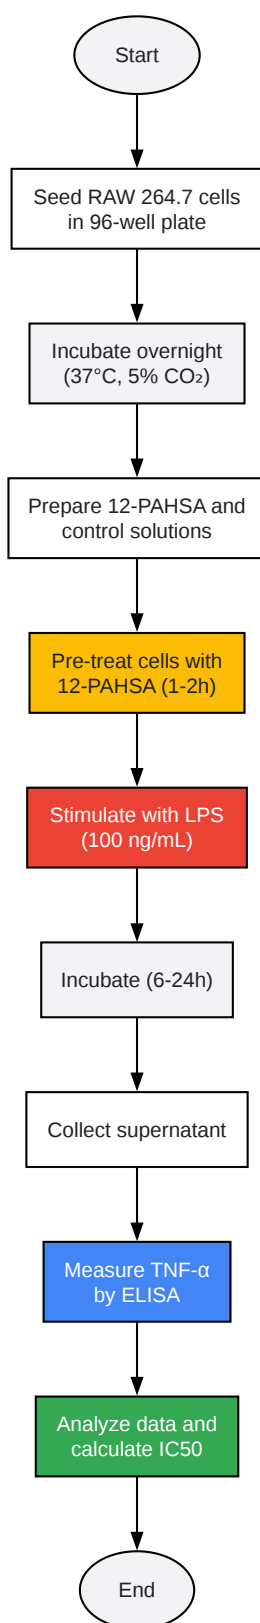 Start
Seed RAW 264.7 cells
in 96-well plate
Incubate overnight
(37°C, 5% CO₂)
Prepare 12-PAHSA and
control solutions
Pre-treat cells with
12-PAHSA (1-2h)
Stimulate with LPS
(100 ng/mL)
Incubate (6-24h)
Collect supernatant
Measure TNF-α
by ELISA
Analyze data and
calculate IC50
End